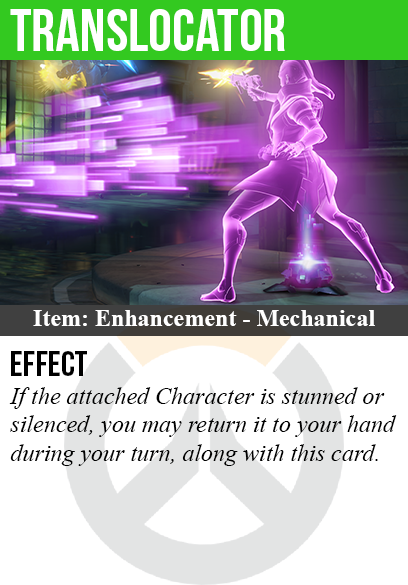 TRANSLOCATOR
Item: Enhancement - Mechanical
EFFECT
If the attached Character is stunned or
silenced, you may return it to your hand
during your turn, along with this card.